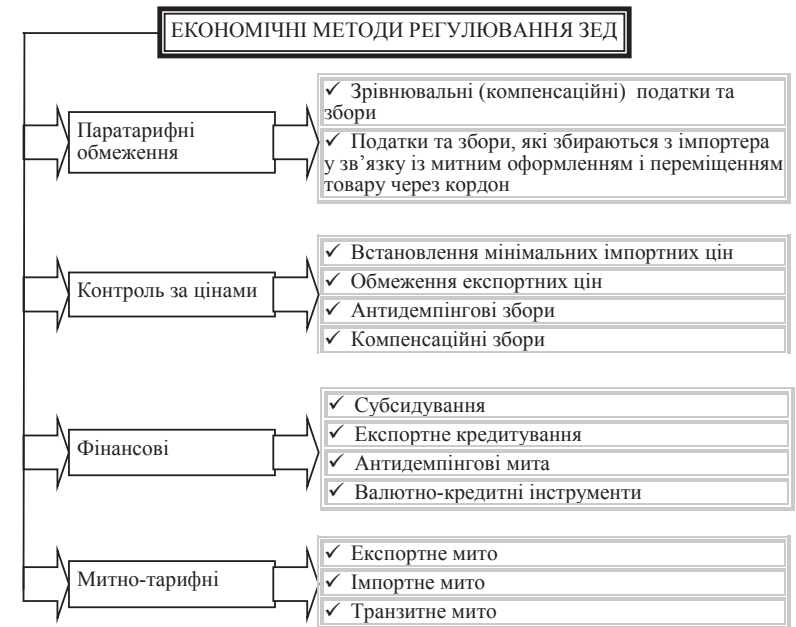 ЕКОНОМІЧНІ МЕТОДИ РЕГУЛЮВАННЯ ЗЕД
Паратарифні
обмеження
✓ Зрівнювальні (компенсаційні) податки та
збори
✓ Податки та збори, які збираються з імпортера
у зв’язку із митним оформленням і переміщенням
товару через кордон
Контроль за цінами
✓ Встановлення мінімальних імпортних цін
✓ Обмеження експортних цін
✓ Антидемпінгові збори
✓ Компенсаційні збори
Фінансові
✓ Субсидування
✓ Експортне кредитування
✓ Антидемпінгові мита
✓ Валютно-кредитні інструменти
Митно-тарифні
✓ Експортне мито
✓ Імпортне мито
✓ Транзитне мито